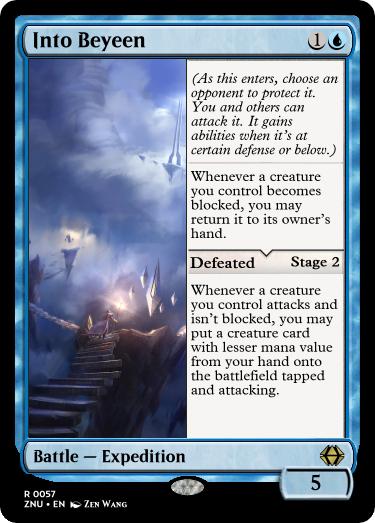 Into Beyeen 1
(As this enters, choose an
opponent to protect it.
You and others can
attack it. It gains
abilities when it's at
certain defense or below.)
Whenever a creature
you control becomes
blocked, you may
return it to its owner's
hand.
Defeated Stage 2
Whenever a creature
you control attacks and
isn't blocked, you may
put a creature card
with lesser mana value
from your hand onto
the battlefield tapped
and attacking.
Battle — Expedition
5
R 0057
ZNU • EN Zen Wang